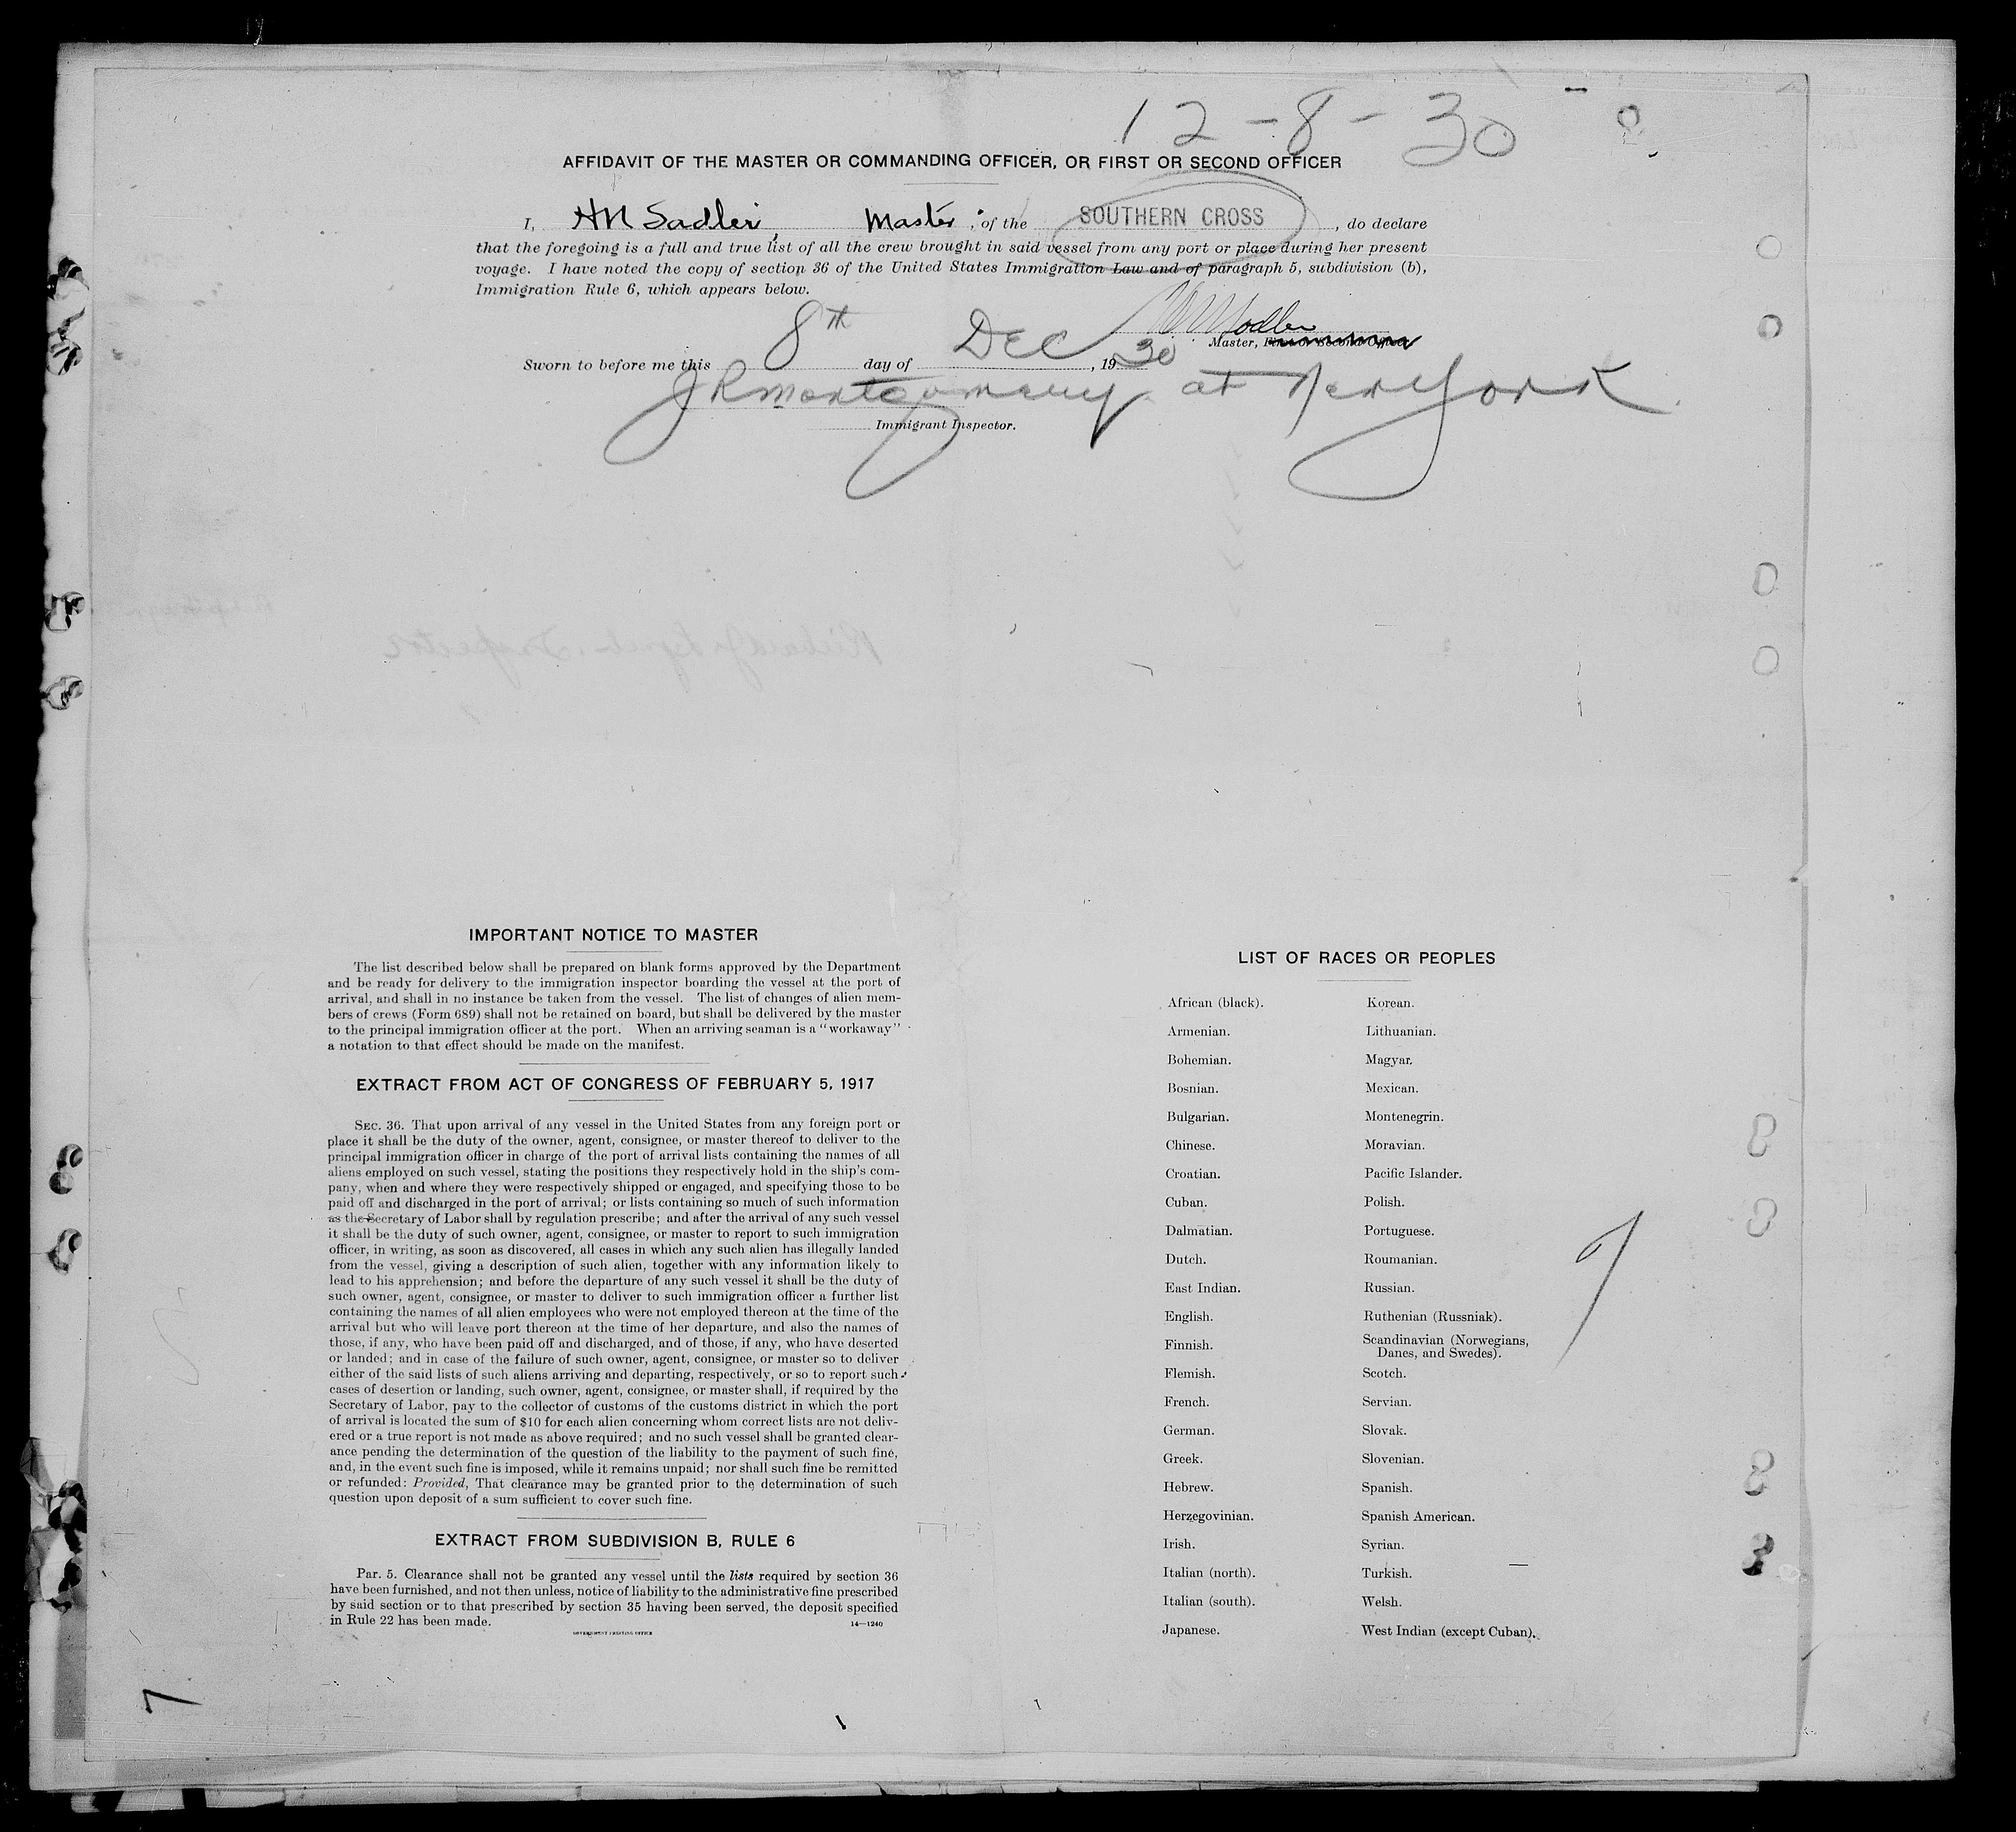 12-8-30
AFFIDAVIT OF THE MASTER OR COMMANDING OFFICER, OR FIRST OR SECOND OFFICER
I, HN Sadler, Master, of the SOUTHERN CROSS, do declare
that the foregoing is a full and true list of all the crew brought in said vessel from any port or place during her present
voyage. I have noted the copy of section 36 of the United States Immigration Law and of paragraph 5, subdivision (b),
Immigration Rule 6, which appears below.
Sadler
Master, First or Second Officer
Sworn to before me this 8th day of Dec, 1930
JR Montgomery at New York
Immigrant Inspector.
IMPORTANT NOTICE TO MASTER
The list described below shall be prepared on blank forms approved by the Department
and be ready for delivery to the immigration inspector boarding the vessel at the port of
arrival, and shall in no instance be taken from the vessel. The list of changes of alien mem-
bers of crews (Form 689) shall not be retained on board, but shall be delivered by the master
to the principal immigration officer at the port. When an arriving seaman is a "workaway"
a notation to that effect should be made on the manifest.
EXTRACT FROM ACT OF CONGRESS OF FEBRUARY 5, 1917
SEC. 36. That upon arrival of any vessel in the United States from any foreign port or
place it shall be the duty of the owner, agent, consignee, or master thereof to deliver to the
principal immigration officer in charge of the port of arrival lists containing the names of all
aliens employed on such vessel, stating the positions they respectively hold in the ship's com-
pany, when and where they were respectively shipped or engaged, and specifying those to be
paid off and discharged in the port of arrival; or lists containing so much of such information
as the Secretary of Labor shall by regulation prescribe; and after the arrival of any such vessel
it shall be the duty of such owner, agent, consignee, or master to report to such immigration
officer, in writing, as soon as discovered, all cases in which any such alien has illegally landed
from the vessel, giving a description of such alien, together with any information likely to
lead to his apprehension; and before the departure of any such vessel it shall be the duty of
such owner, agent, consignee, or master to deliver to such immigration officer a further list
containing the names of all alien employees who were not employed thereon at the time of the
arrival but who will leave port thereon at the time of her departure, and also the names of
those, if any, who have been paid off and discharged, and of those, if any, who have deserted
or landed; and in case of the failure of such owner, agent, consignee, or master so to deliver
either of the said lists of such aliens arriving and departing, respectively, or so to report such
cases of desertion or landing, such owner, agent, consignee, or master shall, if required by the
Secretary of Labor, pay to the collector of customs of the customs district in which the port
of arrival is located the sum of $10 for each alien concerning whom correct lists are not deliv-
ered or a true report is not made as above required; and no such vessel shall be granted clear-
ance pending the determination of the question of the liability to the payment of such fine,
and, in the event such fine is imposed, while it remains unpaid; nor shall such fine be remitted
or refunded: Provided, That clearance may be granted prior to the determination of such
question upon deposit of a sum sufficient to cover such fine.
EXTRACT FROM SUBDIVISION B, RULE 6
Par. 5. Clearance shall not be granted any vessel until the lists required by section 36
have been furnished, and not then unless, notice of liability to the administrative fine prescribed
by said section or to that prescribed by section 35 having been served, the deposit specified
in Rule 22 has been made.
14—1240
GOVERNMENT PRINTING OFFICE
LIST OF RACES OR PEOPLES
African (black).
Armenian.
Bohemian.
Bosnian.
Bulgarian.
Chinese.
Croatian.
Cuban.
Dalmatian.
Dutch.
East Indian.
English.
Finnish.
Flemish.
French.
German.
Greek.
Hebrew.
Herzegovinian.
Irish.
Italian (north).
Italian (south).
Japanese.
Korean.
Lithuanian.
Magyar.
Mexican.
Montenegrin.
Moravian.
Pacific Islander.
Polish.
Portuguese.
Roumanian.
Russian.
Ruthenian (Russniak).
Scandinavian (Norwegians,
Danes, and Swedes).
Scotch.
Servian.
Slovak.
Slovenian.
Spanish.
Spanish American.
Syrian.
Turkish.
Welsh.
West Indian (except Cuban).